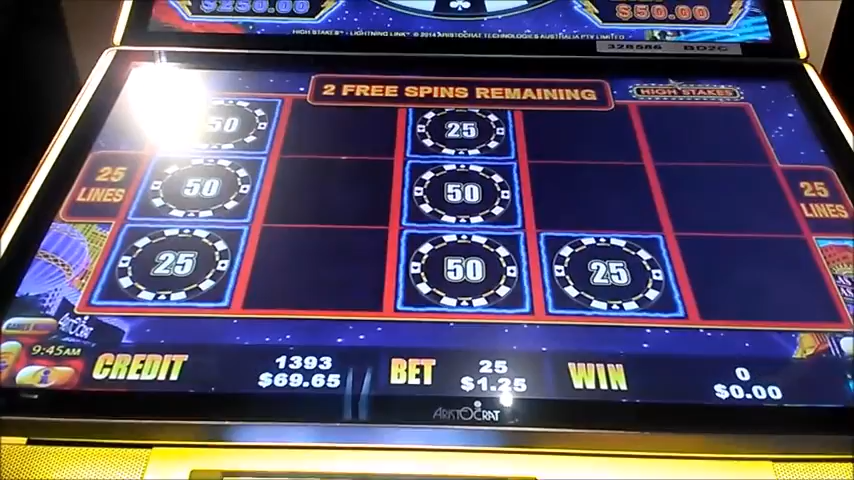 $250.00
$50.00
HIGH STAKES™
LIGHTNING LINK™ © 2014 ARISTOCRAT TECHNOLOGIES AUSTRALIA PTY LIMITED
328586 BD2C
2 FREE SPINS REMAINING
HIGH STAKES
50 25
25 LINES
50 50
25 LINES
25 50 25
ARISTOCRAT
GAMES
9:45AM
CREDIT 1393 $69.65 BET 25 $1.25 WIN 0 $0.00
ARISTOCRAT